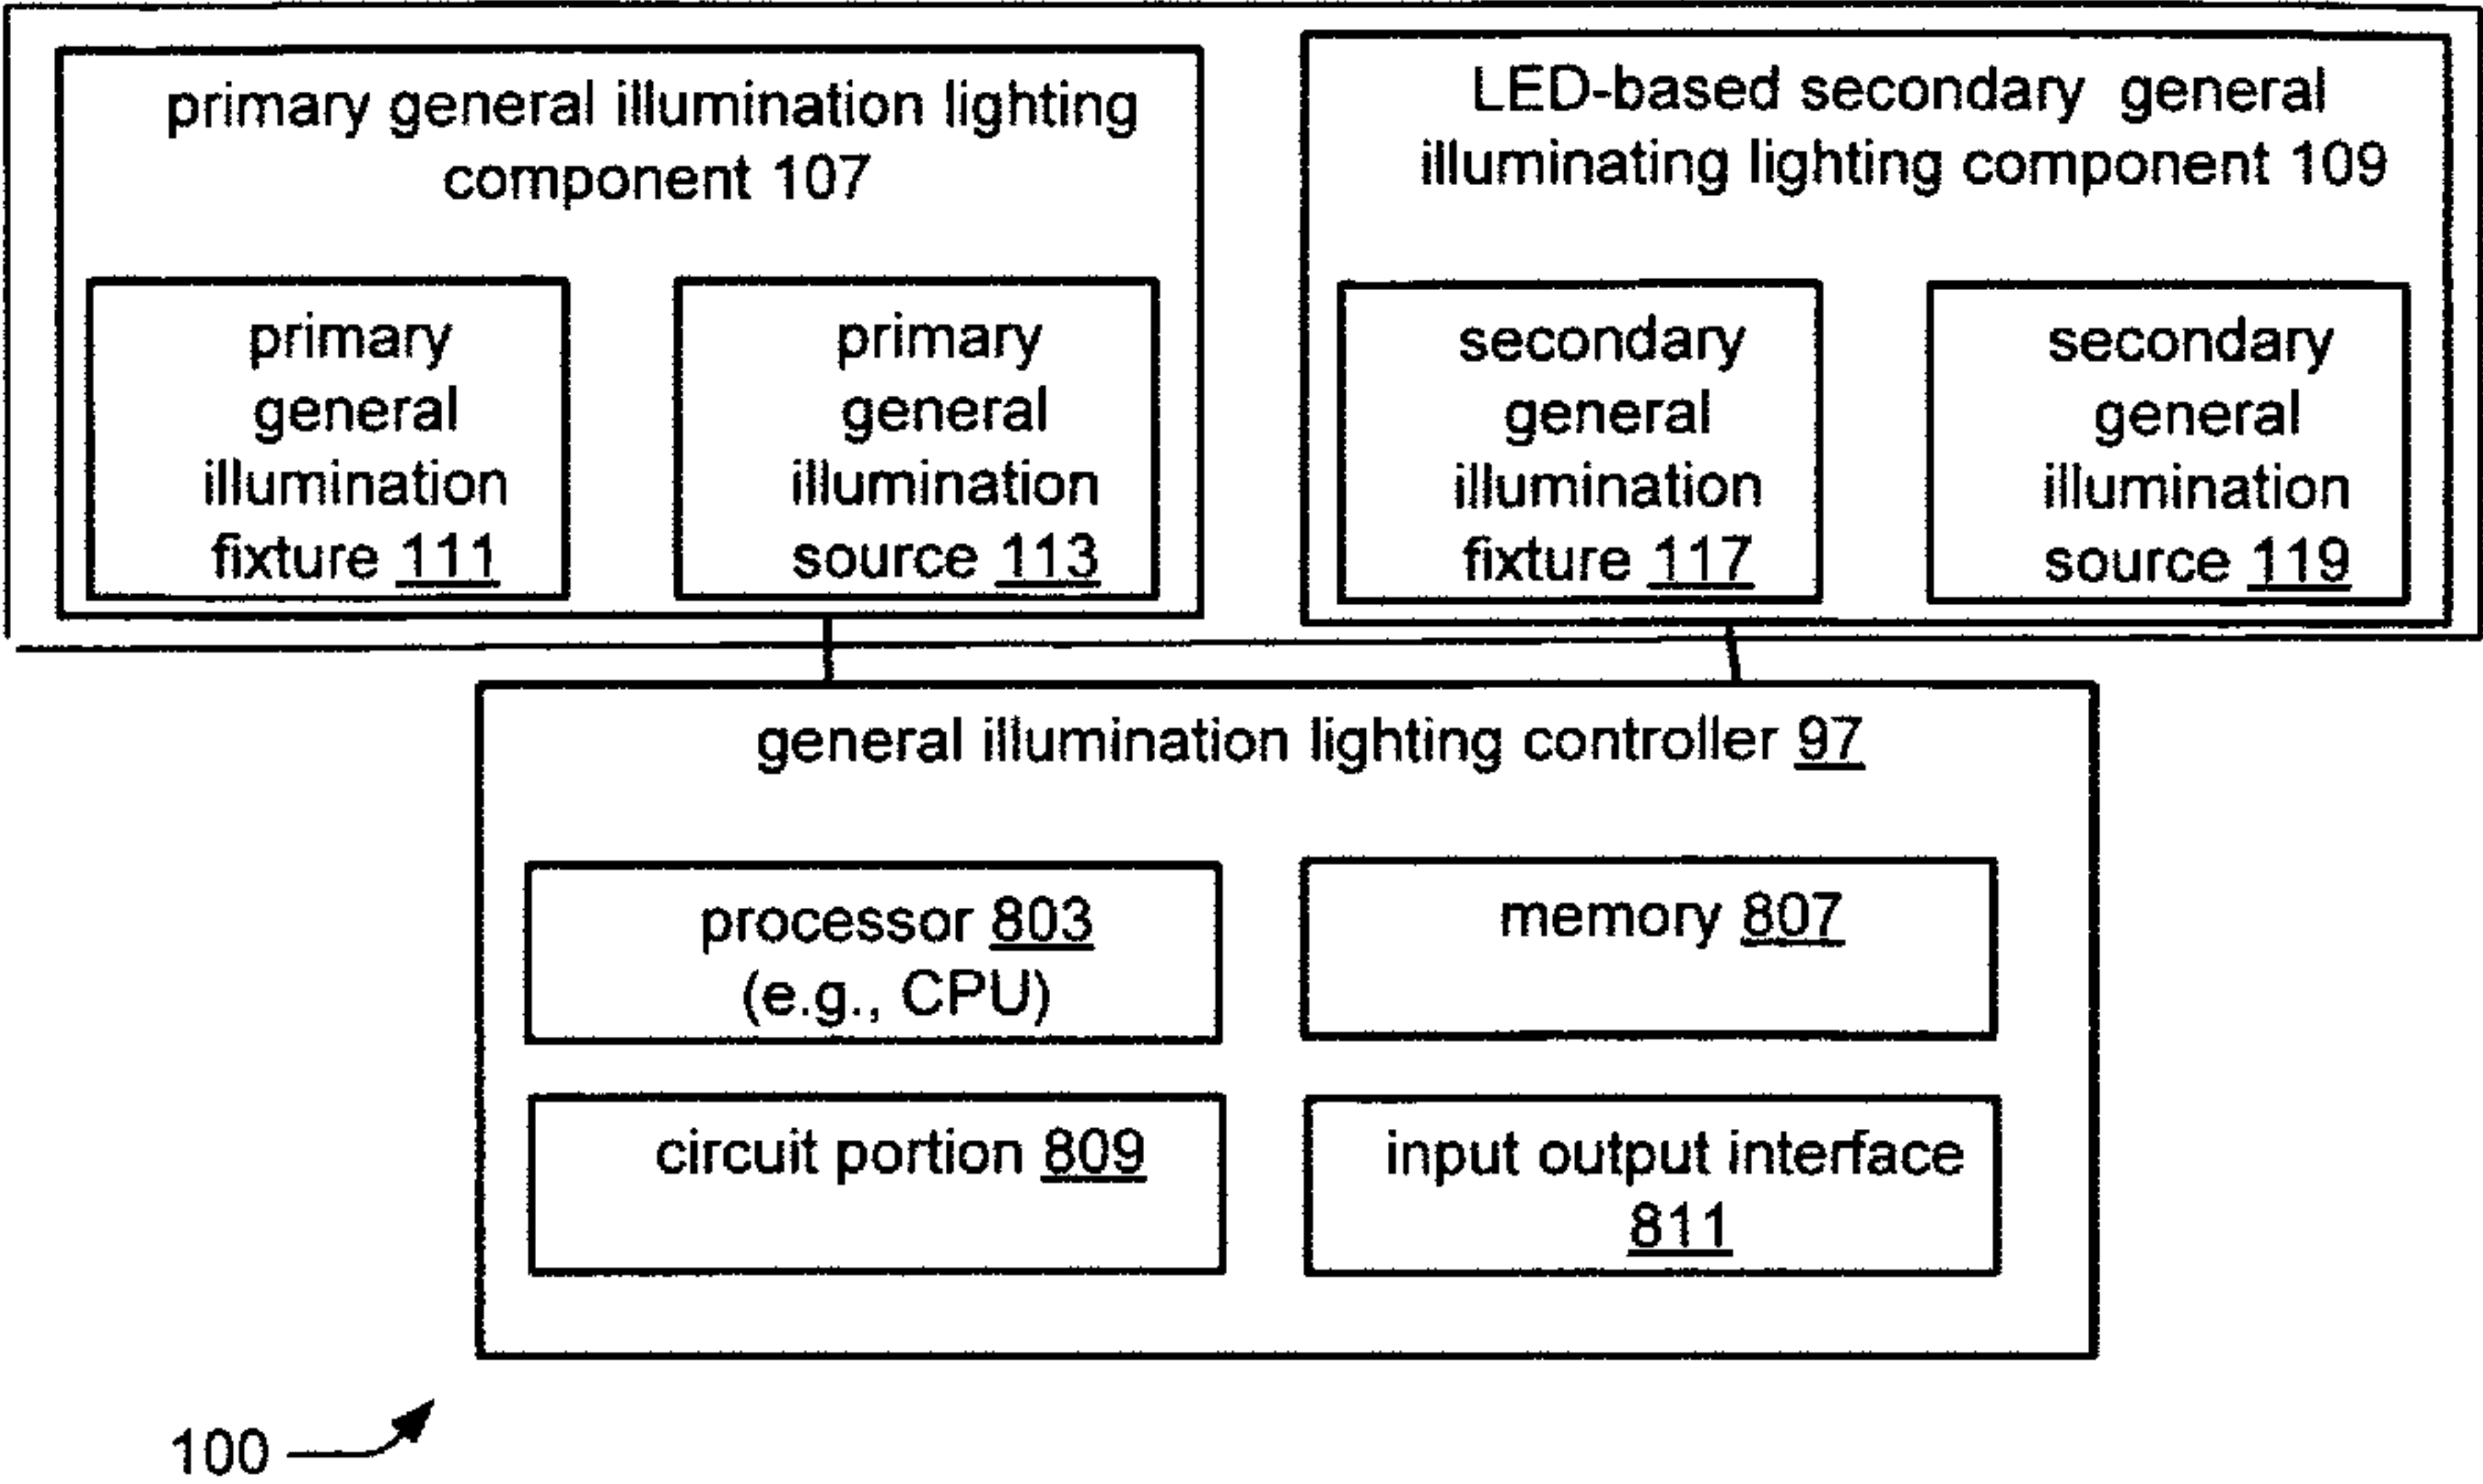 primary general illumination lighting
component 107
primary
general
illumination
fixture 111
primary
general
illumination
source 113
LED-based secondary general
illuminating lighting component 109
secondary
general
illumination
fixture 117
secondary
general
illumination
source 119
general illumination lighting controller 97
processor 803
(e.g., CPU)
memory 807
circuit portion 809
input output interface
811
100